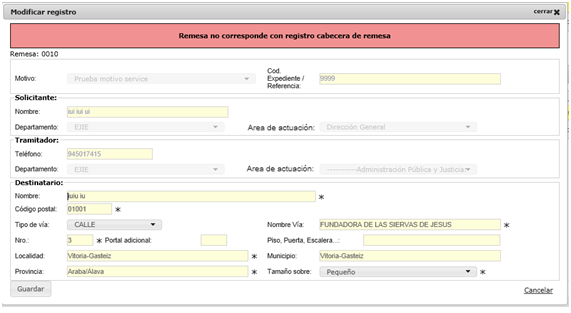 Modificar registro cerrar ✖
Remesa no corresponde con registro cabecera de remesa
Remesa: 0010
Motivo: Prueba motivo service Cod. Expediente / Referencia: 9999
Solicitante:
Nombre: iui iui ui
Departamento: EJIE Area de actuación: Dirección General
Tramitador:
Teléfono: 945017415
Departamento: EJIE Area de actuación: ------------Administración Pública y Justicia
Destinatario:
Nombre: iuiu iu *
Código postal: 01001 *
Tipo de vía: CALLE Nombre Vía: FUNDADORA DE LAS SIERVAS DE JESUS *
Nro.: 3 * Portal adicional: Piso, Puerta, Escalera...:
Localidad: Vitoria-Gasteiz * Municipio: Vitoria-Gasteiz
Provincia: Araba/Álava * Tamaño sobre: Pequeño *
Guardar Cancelar